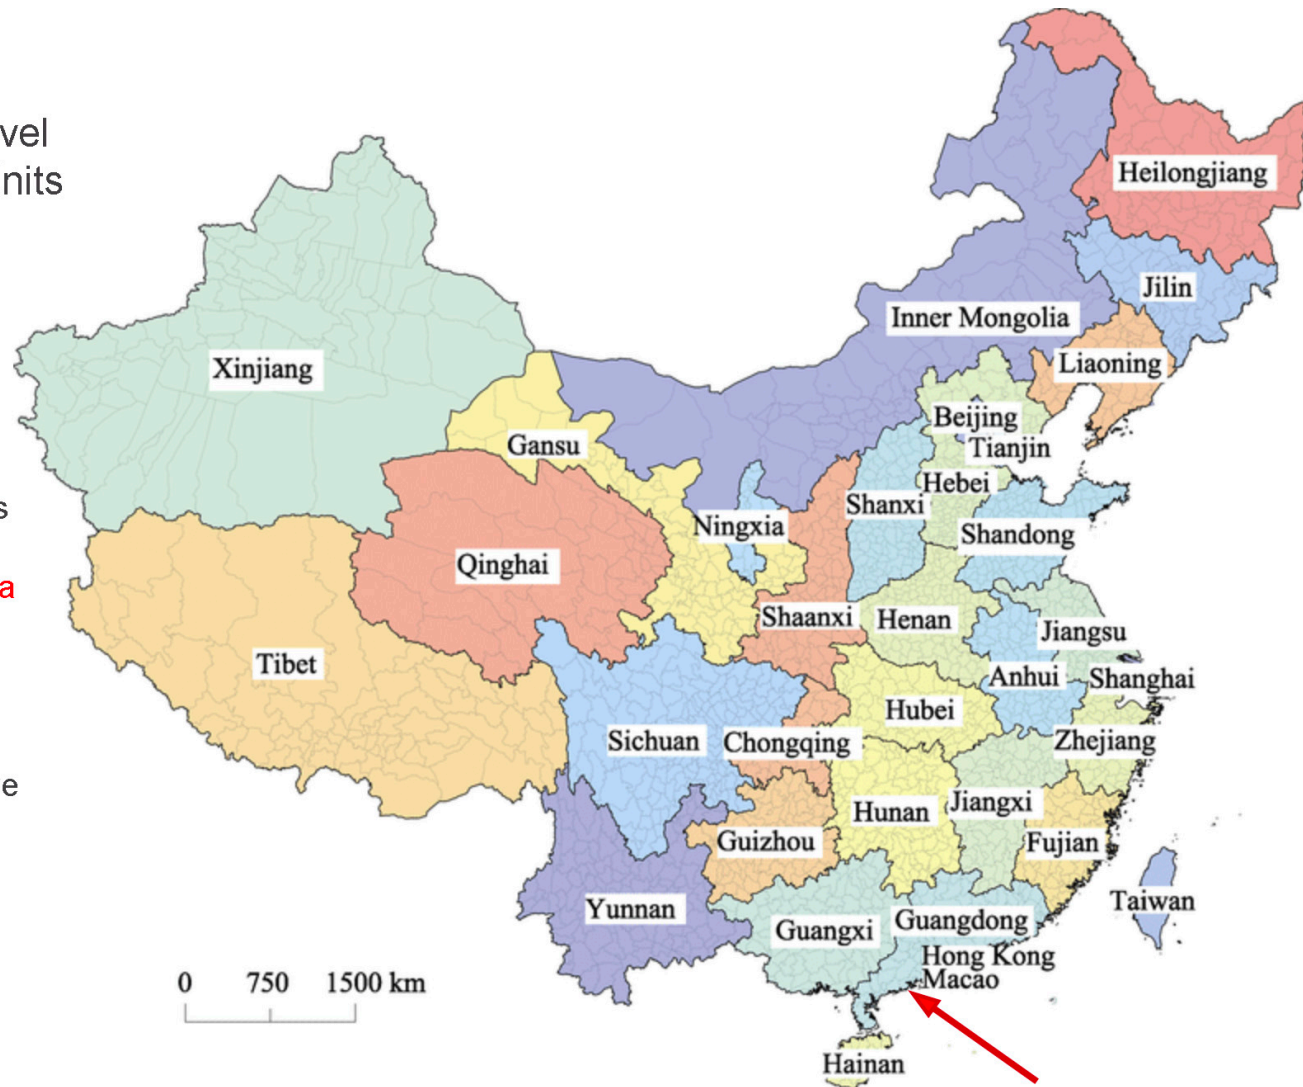 vel
nits
s
a
e
Heilongjiang
Jilin
Inner Mongolia
Liaoning
Xinjiang
Beijing
Tianjin
Gansu
Hebei
Shanxi
Ningxia
Shandong
Qinghai
Shaanxi
Henan
Jiangsu
Tibet
Anhui
Shanghai
Hubei
Sichuan
Chongqing
Zhejiang
Jiangxi
Hunan
Guizhou
Fujian
Taiwan
Yunnan
Guangxi
Guangdong
Hong Kong
Macao
0 750 1500 km
Hainan